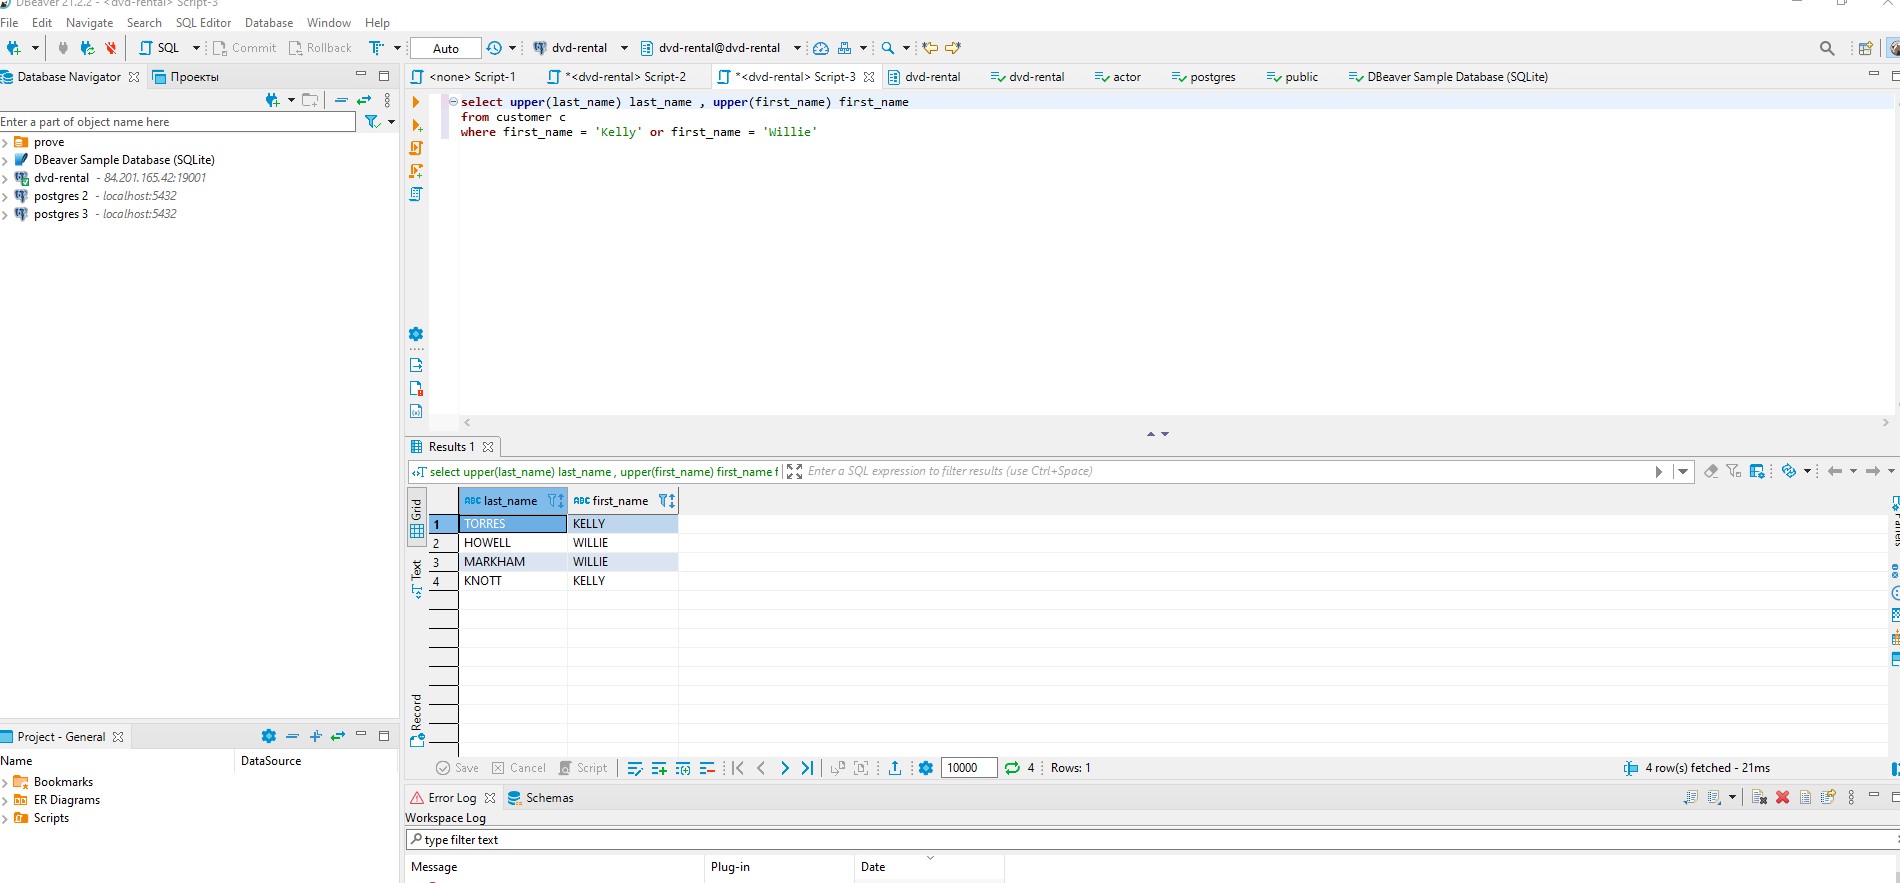 DBeaver 21.2.2 - <dvd-rental> Script-3
File Edit Navigate Search SQL Editor Database Window Help
SQL Commit Rollback Auto dvd-rental dvd-rental@dvd-rental
Database Navigator Проекты
<none> Script-1 *<dvd-rental> Script-2 *<dvd-rental> Script-3 dvd-rental dvd-rental actor postgres public DBeaver Sample Database (SQLite)
Enter a part of object name here
prove
DBeaver Sample Database (SQLite)
dvd-rental - 84.201.165.42:19001
postgres 2 - localhost:5432
postgres 3 - localhost:5432
select upper(last_name) last_name , upper(first_name) first_name
from customer c
where first_name = 'Kelly' or first_name = 'Willie'
Results 1
select upper(last_name) last_name , upper(first_name) first_name f
Enter a SQL expression to filter results (use Ctrl+Space)
Grid
Text
Record
ABC last_name ABC first_name
1 TORRES KELLY
2 HOWELL WILLIE
3 MARKHAM WILLIE
4 KNOTT KELLY
Save Cancel Script 10000 4 Rows: 1 4 row(s) fetched - 21ms
Project - General
Name DataSource
Bookmarks
ER Diagrams
Scripts
Error Log Schemas
Workspace Log
type filter text
Message Plug-in Date